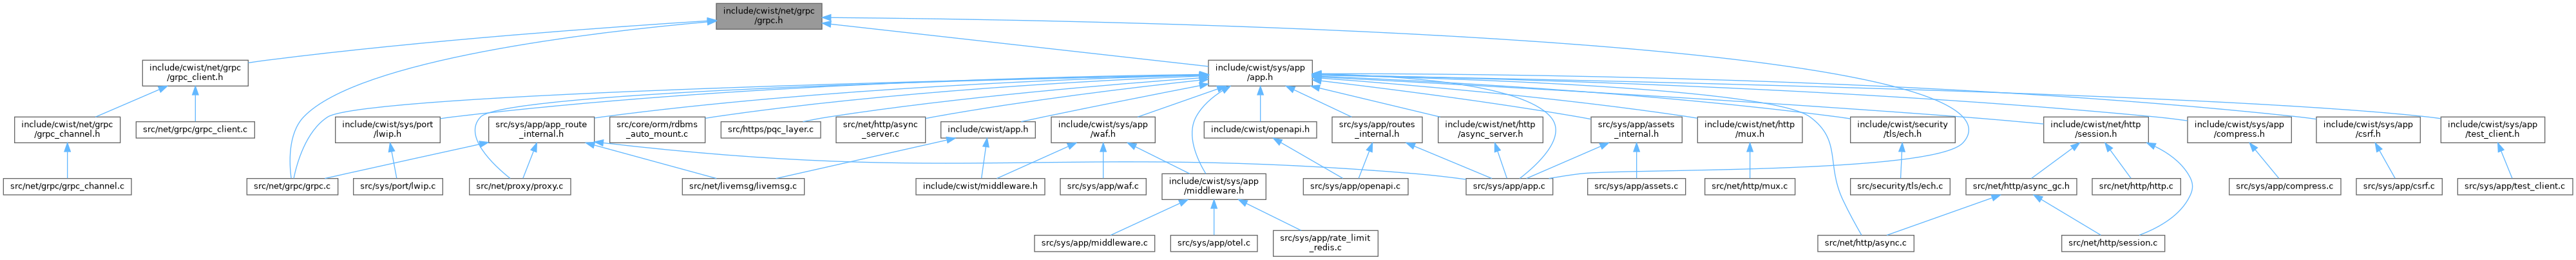 include/cwist/net/grpc
/grpc.h
include/cwist/net/grpc
/grpc_client.h
include/cwist/sys/app
/app.h
include/cwist/net/grpc
/grpc_channel.h
src/net/grpc/grpc_client.c
include/cwist/sys/port
/lwip.h
src/sys/app/app_route
_internal.h
src/core/orm/rdbms
_auto_mount.c
src/https/pqc_layer.c
src/net/http/async
_server.c
include/cwist/app.h
include/cwist/sys/app
/waf.h
include/cwist/openapi.h
src/sys/app/routes
_internal.h
include/cwist/net/http
/async_server.h
src/sys/app/assets
_internal.h
include/cwist/net/http
/mux.h
include/cwist/security
/tls/ech.h
include/cwist/net/http
/session.h
include/cwist/sys/app
/compress.h
include/cwist/sys/app
/csrf.h
include/cwist/sys/app
/test_client.h
src/net/grpc/grpc_channel.c
src/net/grpc/grpc.c
src/sys/port/lwip.c
src/net/proxy/proxy.c
src/net/livemsg/livemsg.c
include/cwist/middleware.h
src/sys/app/waf.c
include/cwist/sys/app
/middleware.h
src/sys/app/openapi.c
src/sys/app/app.c
src/sys/app/assets.c
src/net/http/mux.c
src/security/tls/ech.c
src/net/http/async_gc.h
src/net/http/http.c
src/sys/app/compress.c
src/sys/app/csrf.c
src/sys/app/test_client.c
src/sys/app/middleware.c
src/sys/app/otel.c
src/sys/app/rate_limit
_redis.c
src/net/http/async.c
src/net/http/session.c